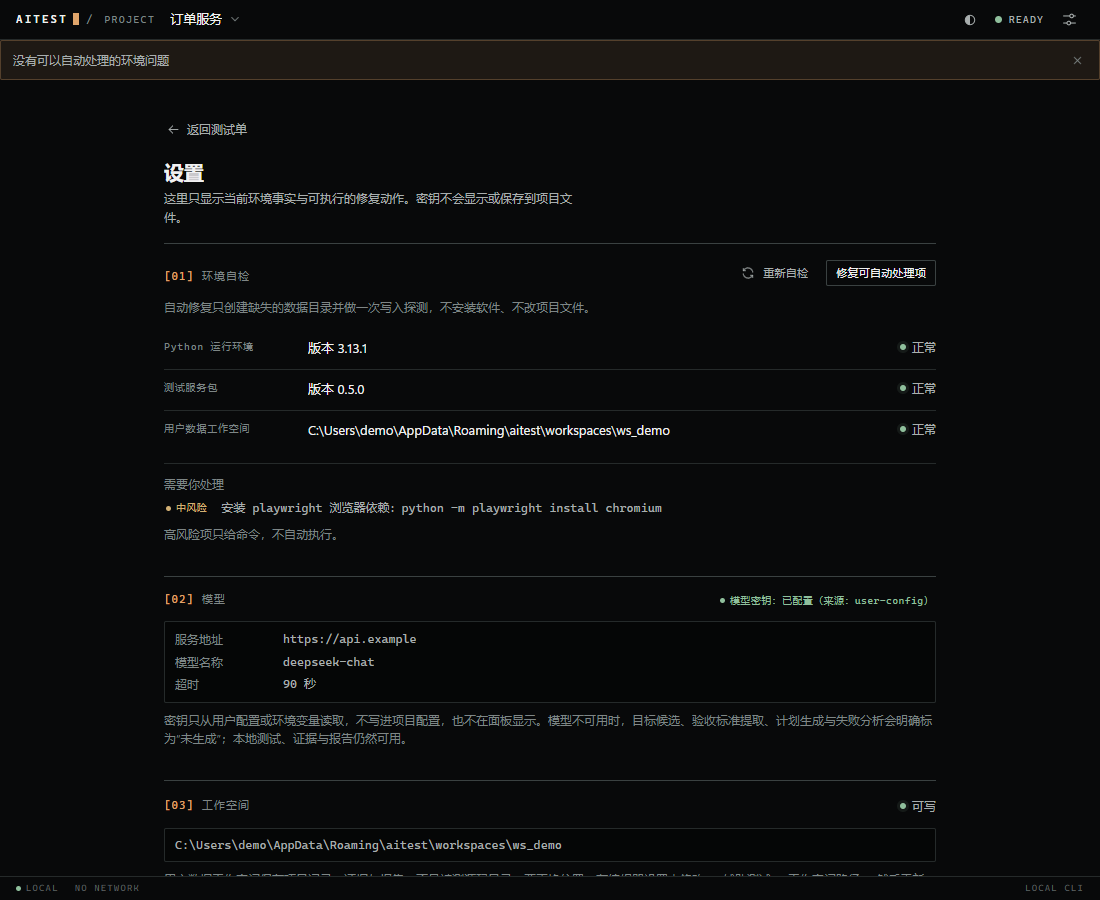 AITEST / PROJECT 订单服务 READY
没有可以自动处理的环境问题
返回测试单
设置
这里只显示当前环境事实与可执行的修复动作。密钥不会显示或保存到项目文
件。
[01] 环境自检 重新自检 修复可自动处理项
自动修复只创建缺失的数据目录并做一次写入探测，不安装软件、不改项目文件。
Python 运行环境 版本 3.13.1 正常
测试服务包 版本 0.5.0 正常
用户数据工作空间 C:\Users\demo\AppData\Roaming\aitest\workspaces\ws_demo 正常
需要你处理
中风险 安装 playwright 浏览器依赖: python -m playwright install chromium
高风险项只给命令，不自动执行。
[02] 模型 模型密钥: 已配置 (来源: user-config)
服务地址 https://api.example
模型名称 deepseek-chat
超时 90 秒
密钥只从用户配置或环境变量读取，不写进项目配置，也不在面板显示。模型不可用时，目标候选、验收标准提取、计划生成与失败分析会明确标
为“未生成”；本地测试、证据与报告仍然可用。
[03] 工作空间 可写
C:\Users\demo\AppData\Roaming\aitest\workspaces\ws_demo
LOCAL NO NETWORK LOCAL CLI